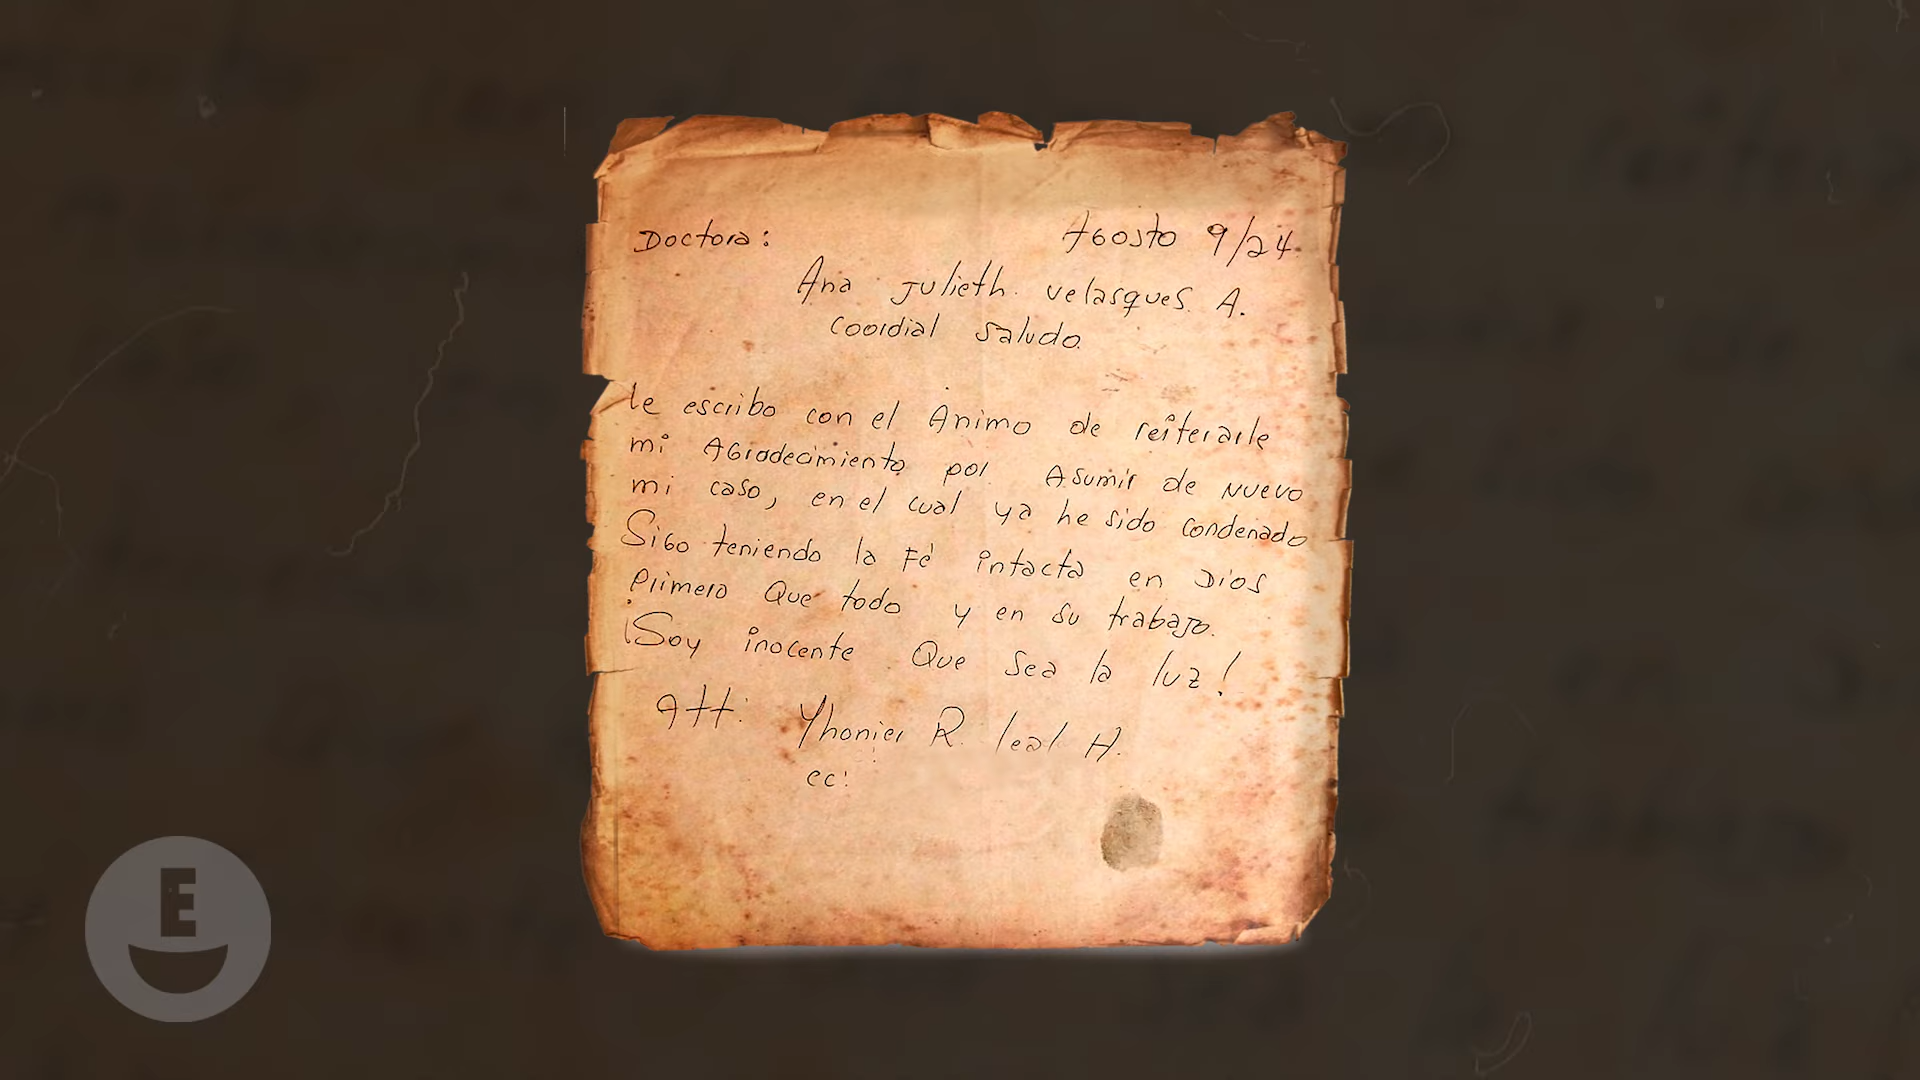 Doctora: Agosto 9/24.
Ana Julieth. Velasques. A.
Coordial Saludo.
le escribo con el Animo de reiterarle
mi Agradecimiento por Asumir de Nuevo
mi caso, en el cual ya he sido condenado
Sigo teniendo la Fé intacta en Dios
Primero Que todo y en su trabajo.
¡Soy inocente Que sea la luz!
Att: Yhonier R. leal H.
cc:
E